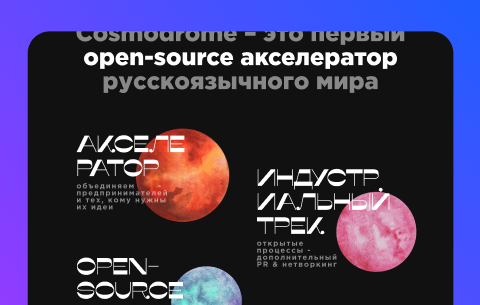 Cosmodrome – это первый
open-source акселератор
русскоязычного мира
АКСЕЛЕ
РАТОР
объединяем -
предпринимателей
и тех, кому нужны
их идеи
ИНДУСТР
ИАЛЬНЫЙ
ТРЕК
открытые
процессы -
дополнительный
PR & нетворкинг
OPEN-
SOURCE